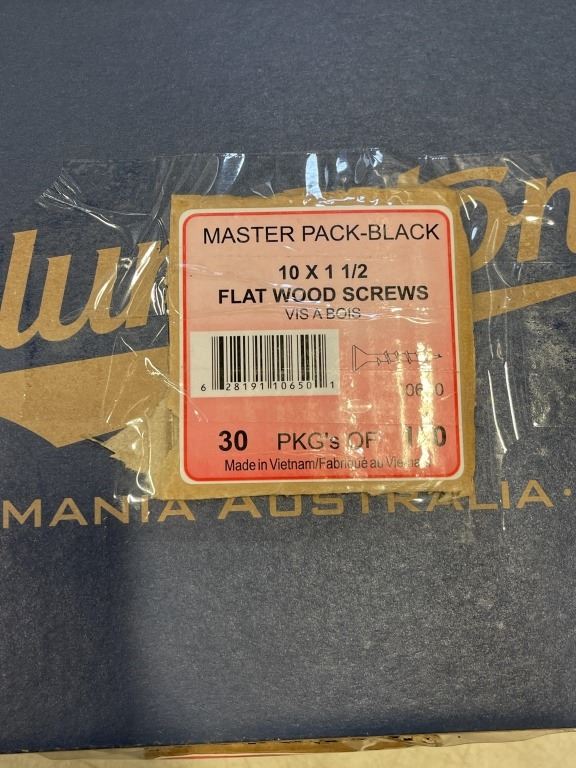 MASTER PACK-BLACK
10 X 1 1/2
FLAT WOOD SCREWS
VIS A BOIS
6 28191 10650 1
30 PKG's OF
Made in Vietnam/Fabriqué au
MANIA AUSTRALIA